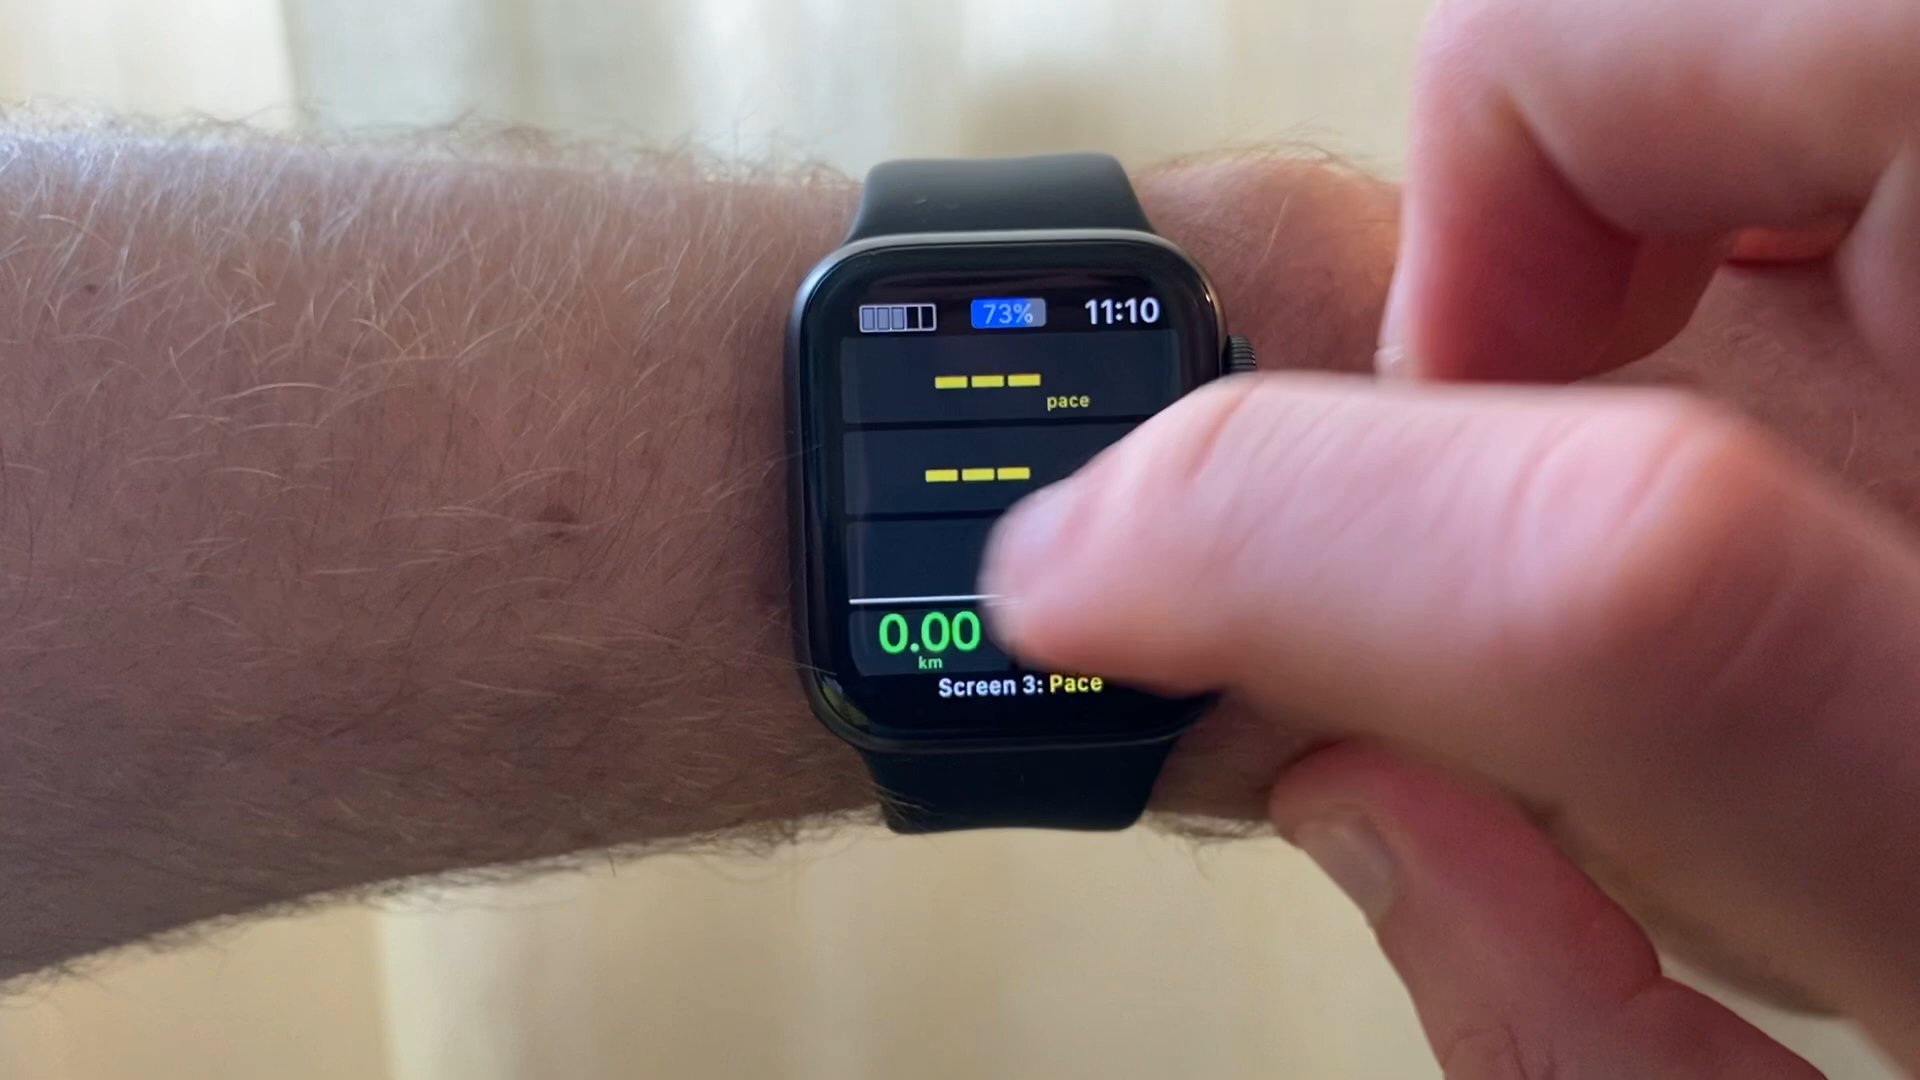 73% 11:10
--- pace
---
0.00
km
Screen 3: Pace